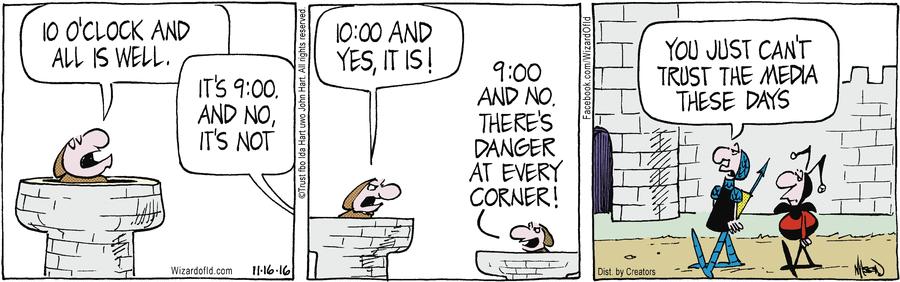 10 O'CLOCK AND
ALL IS WELL.
IT'S 9:00.
AND NO,
IT'S NOT
WizardofId.com
11·16·16
©Trust fbo Ida Hart uwo John Hart. All rights reserved.
10:00 AND
YES, IT IS!
9:00
AND NO.
THERE'S
DANGER
AT EVERY
CORNER!
Facebook.com/WizardOfId
YOU JUST CAN'T
TRUST THE MEDIA
THESE DAYS
Dist. by Creators